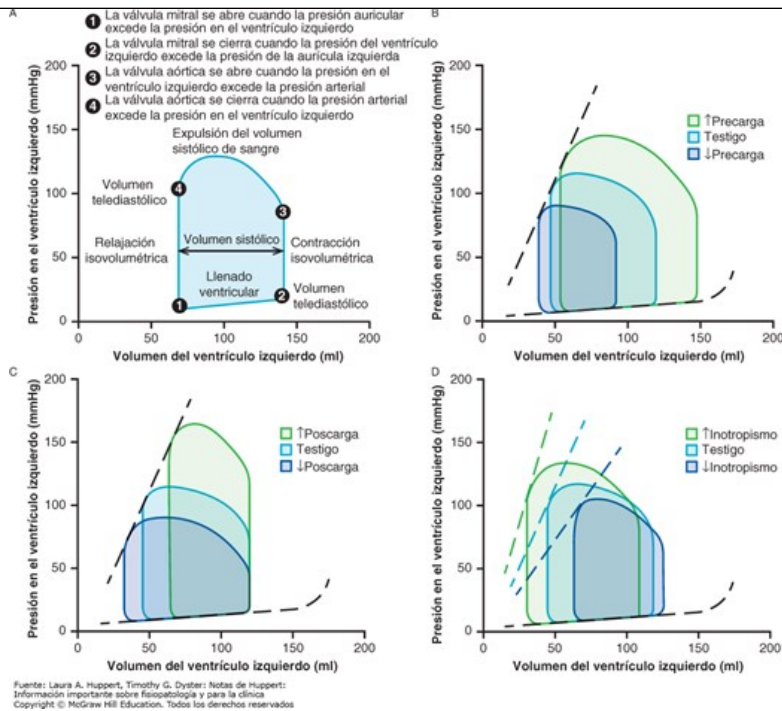 A
❶ La válvula mitral se abre cuando la presión auricular
excede la presión en el ventrículo izquierdo
❷ La válvula mitral se cierra cuando la presión del ventrículo
izquierdo excede la presión de la aurícula izquierda
❸ La válvula aórtica se abre cuando la presión en el
ventrículo izquierdo excede la presión arterial
❹ La válvula aórtica se cierra cuando la presión arterial
excede la presión en el ventrículo izquierdo
Presión en el ventrículo izquierdo (mmHg)
200
150
100
50
0
Expulsión del volumen
sistólico de sangre
Volumen
telediastólico
❹
❸
Relajación
isovolumétrica
Volumen sistólico
Contracción
isovolumétrica
Llenado
ventricular
❶
❷
Volumen
telediastólico
0 50 100 150 200
Volumen del ventrículo izquierdo (ml)
B
Presión en el ventrículo izquierdo (mmHg)
200
150
100
50
0
↑Precarga
Testigo
↓Precarga
0 50 100 150 200
Volumen del ventrículo izquierdo (ml)
C
Presión en el ventrículo izquierdo (mmHg)
200
150
100
50
0
↑Poscarga
Testigo
↓Poscarga
0 50 100 150 200
Volumen del ventrículo izquierdo (ml)
D
Presión en el ventrículo izquierdo (mmHg)
200
150
100
50
0
↑Inotropismo
Testigo
↓Inotropismo
0 50 100 150 200
Volumen del ventrículo izquierdo (ml)
Fuente: Laura A. Huppert, Timothy G. Dyster: Notas de Huppert:
Información importante sobre fisiopatología y para la clínica
Copyright © McGraw Hill Education. Todos los derechos reservados